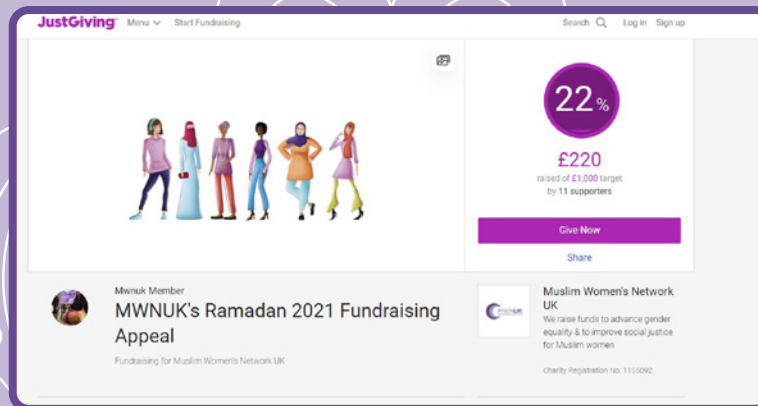 JustGiving™ Menu Start Fundraising Search Log in Sign up
22%
£220
raised of £1,000 target
by 11 supporters
Give Now
Share
Mwnuk Member
MWNUK's Ramadan 2021 Fundraising
Appeal
Fundraising for Muslim Women's Network UK
MWNUK
Muslim Women's Network
UK
We raise funds to advance gender
equality & to improve social justice
for Muslim women
Charity Registration No. 1155092